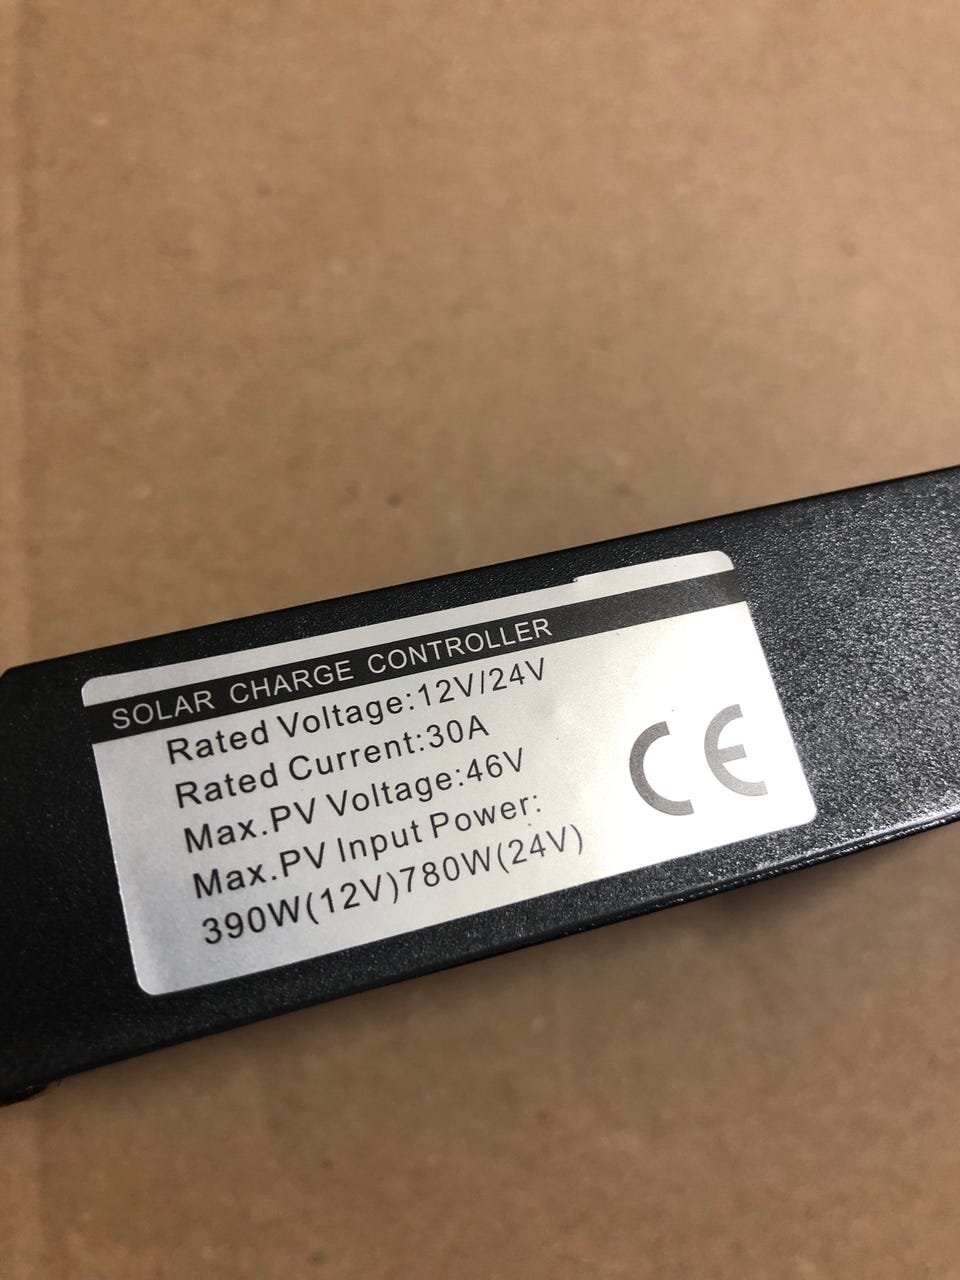 SOLAR CHARGE CONTROLLER
Rated Voltage:12V/24V
Rated Current:30A
Max.PV Voltage:46V
Max.PV Input Power:
390W(12V)780W(24V)
CE